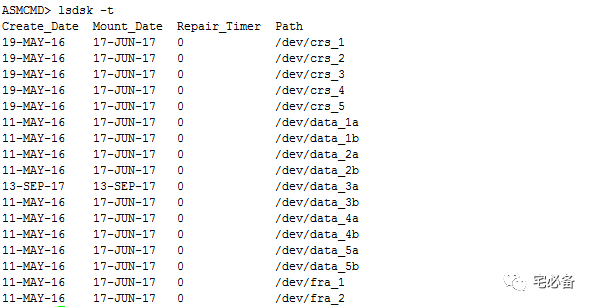 ASMCMD> lsdsk -t
Create_Date Mount_Date Repair_Timer Path
19-MAY-16 17-JUN-17 0 /dev/crs_1
19-MAY-16 17-JUN-17 0 /dev/crs_2
19-MAY-16 17-JUN-17 0 /dev/crs_3
19-MAY-16 17-JUN-17 0 /dev/crs_4
19-MAY-16 17-JUN-17 0 /dev/crs_5
11-MAY-16 17-JUN-17 0 /dev/data_1a
11-MAY-16 17-JUN-17 0 /dev/data_1b
11-MAY-16 17-JUN-17 0 /dev/data_2a
11-MAY-16 17-JUN-17 0 /dev/data_2b
13-SEP-17 13-SEP-17 0 /dev/data_3a
11-MAY-16 17-JUN-17 0 /dev/data_3b
11-MAY-16 17-JUN-17 0 /dev/data_4a
11-MAY-16 17-JUN-17 0 /dev/data_4b
11-MAY-16 17-JUN-17 0 /dev/data_5a
11-MAY-16 17-JUN-17 0 /dev/data_5b
11-MAY-16 17-JUN-17 0 /dev/fra_1
11-MAY-16 17-JUN-17 0 /dev/fra_2
宅必备